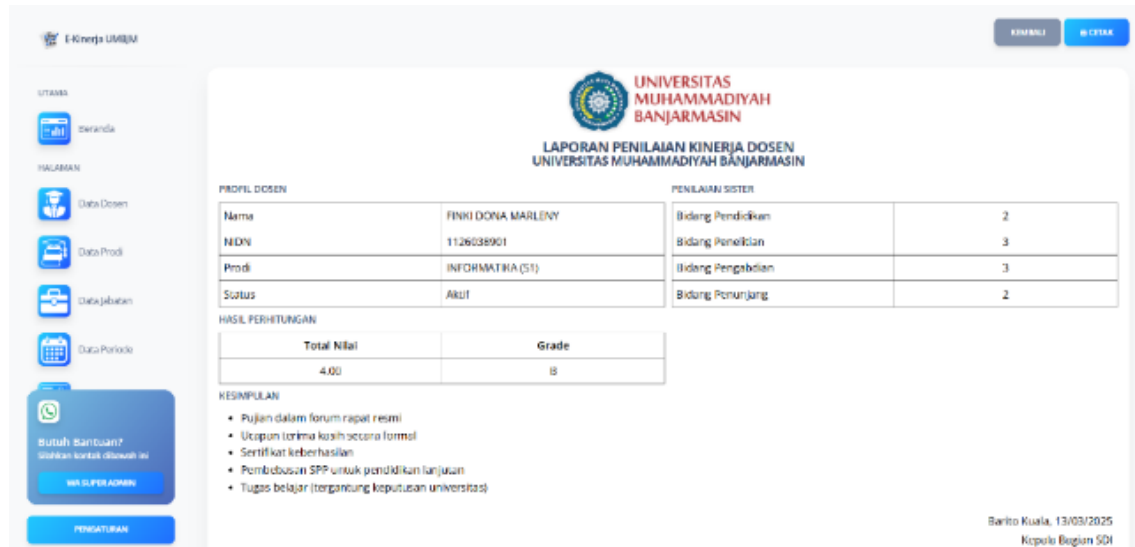 E-Kinerja UMBJM
KEMBALI
CETAK
UTAMA
Beranda
HALAMAN
Data Dosen
Data Prodi
Data Jabatan
Data Periode
Butuh Bantuan?
Silahkan kontak dibawah ini
WA SUPER ADMIN
PENGATURAN
UNIVERSITAS
MUHAMMADIYAH
BANJARMASIN
LAPORAN PENILAIAN KINERJA DOSEN
UNIVERSITAS MUHAMMADIYAH BANJARMASIN
PROFIL DOSEN
Nama FINKI DONA MARLENY
NIDN 1126038901
Prodi INFORMATIKA (S1)
Status Aktif
PENILAIAN SISTER
Bidang Pendidikan 2
Bidang Penelitian 3
Bidang Pengabdian 3
Bidang Penunjang 2
HASIL PERHITUNGAN
Total Nilai Grade
4.00 B
KESIMPULAN
• Pujian dalam forum rapat resmi
• Ucapan terima kasih secara formal
• Sertifikat keberhasilan
• Pembebasan SPP untuk pendidikan lanjutan
• Tugas belajar (tergantung keputusan universitas)
Barito Kuala, 13/03/2025
Kepala Bagian SDI